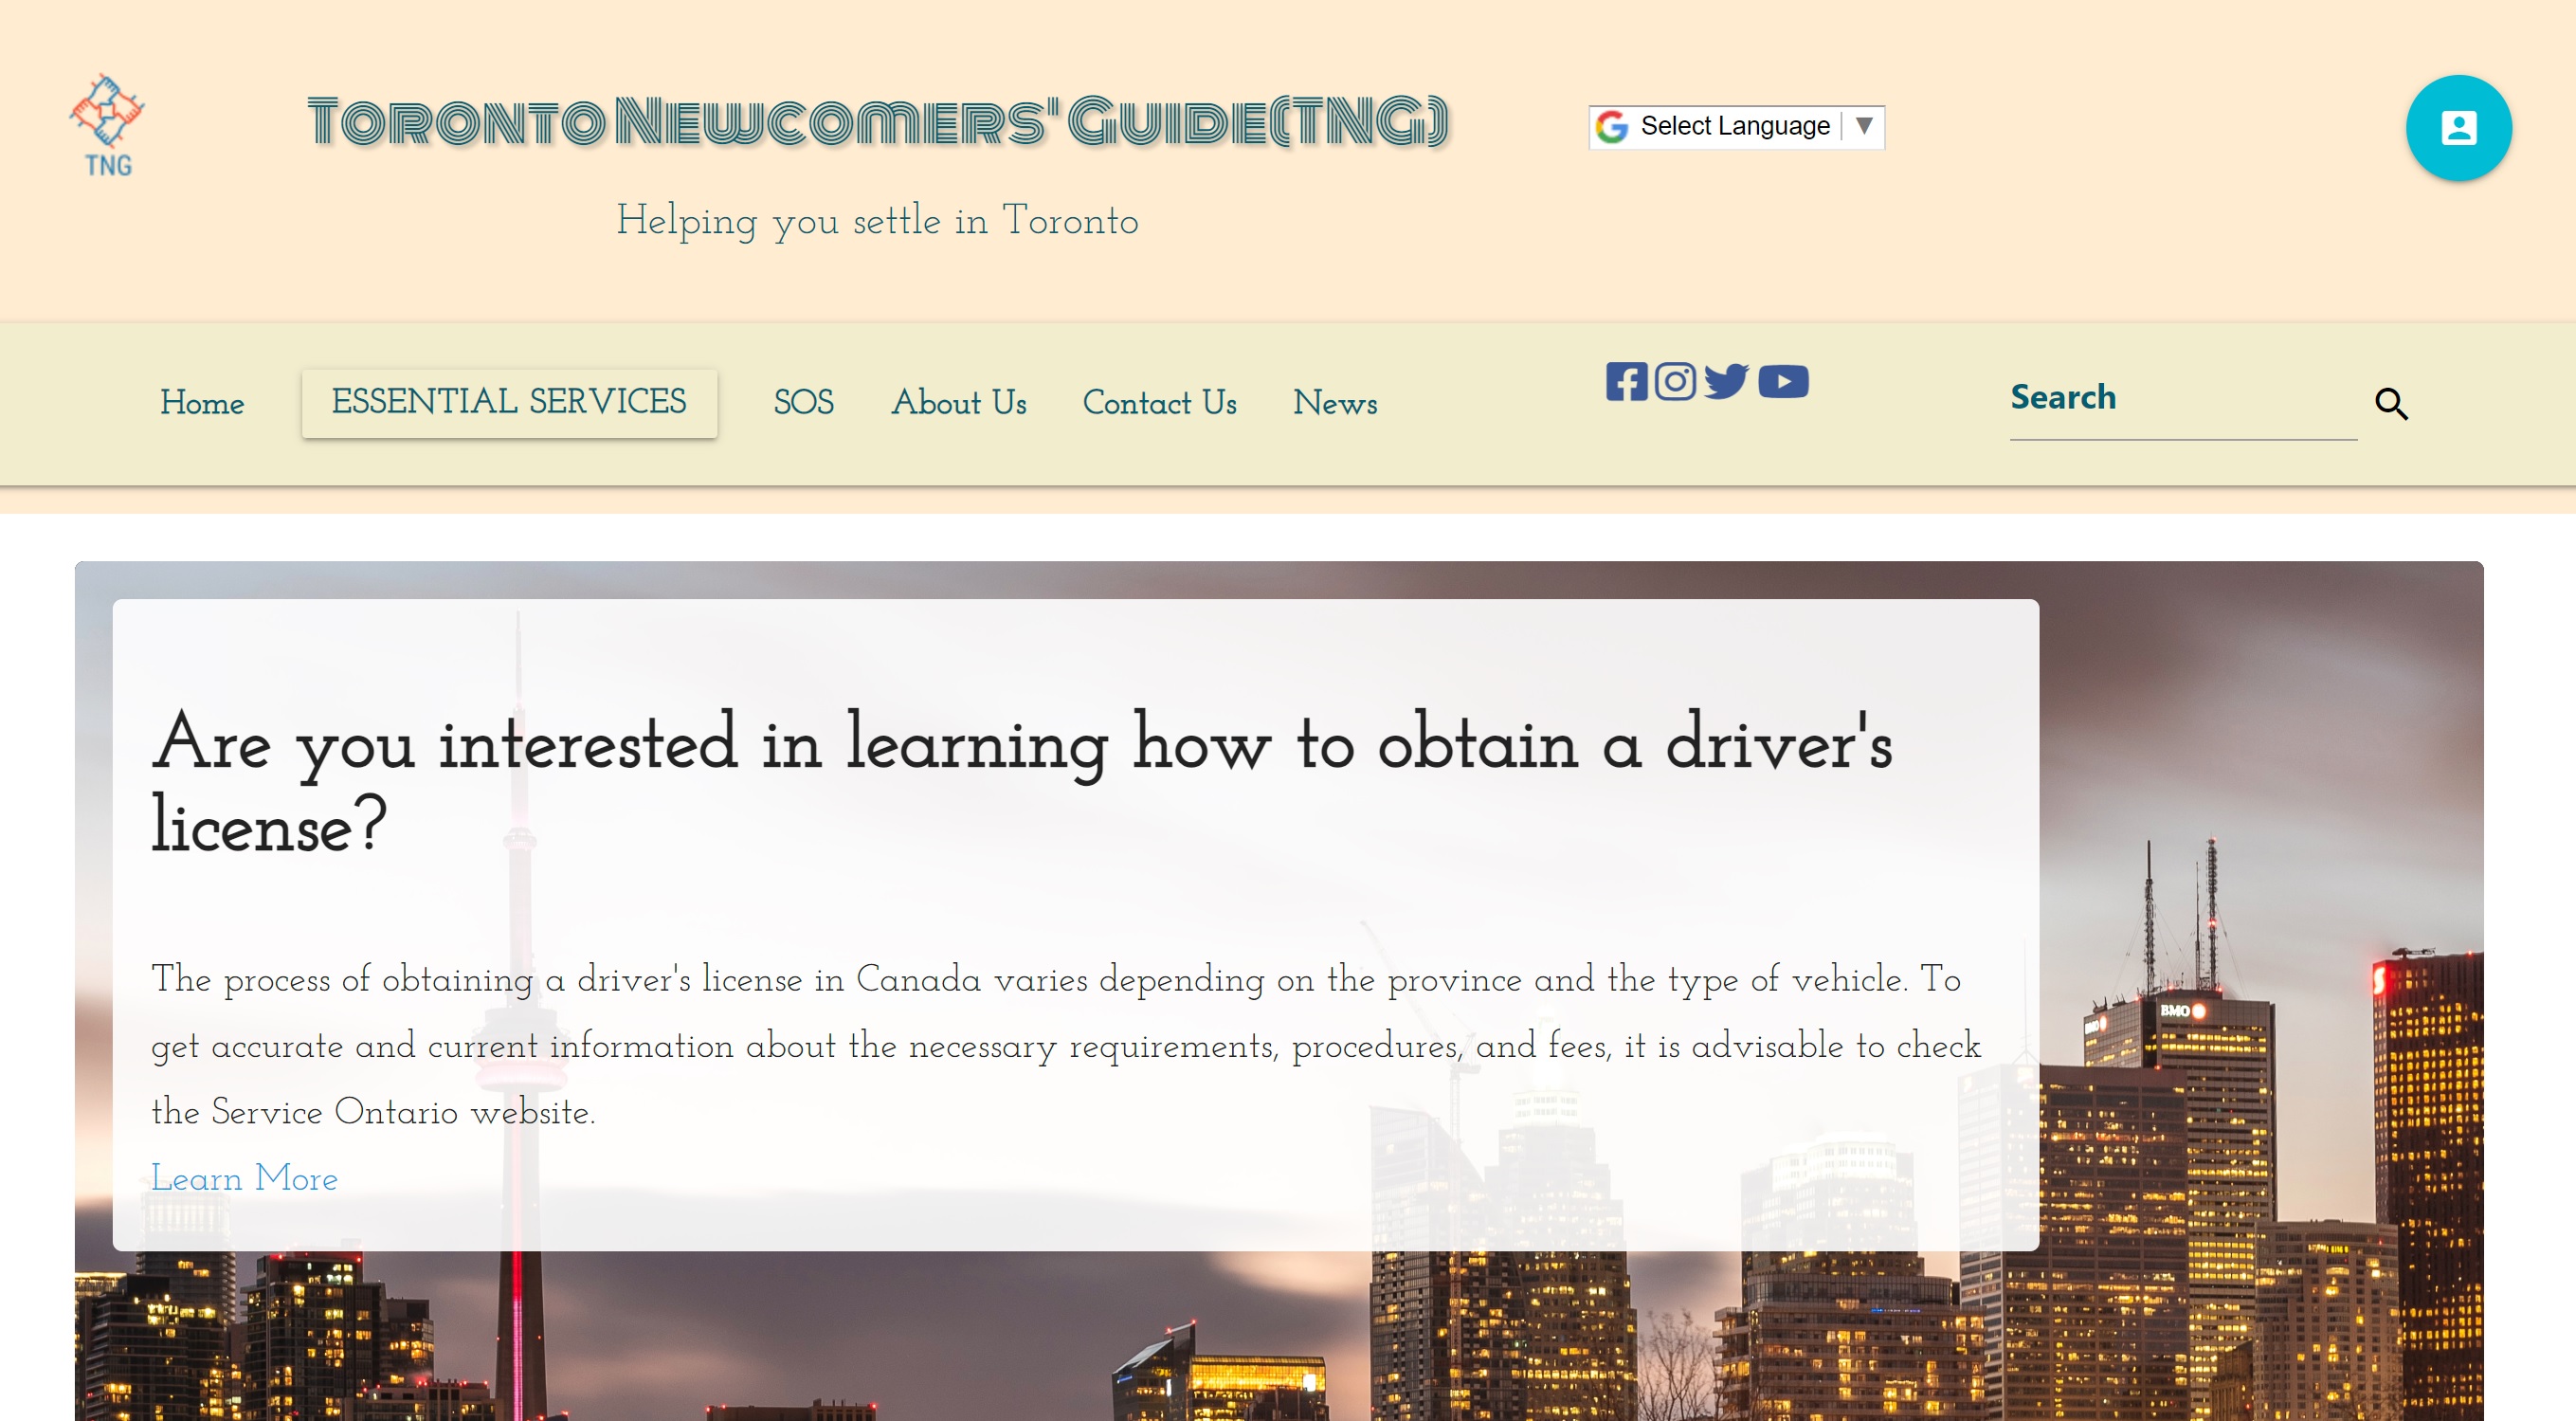 TNG
Toronto Newcomers' Guide(TNG)
Select Language ▼
Helping you settle in Toronto
Home
ESSENTIAL SERVICES
SOS
About Us
Contact Us
News
Search
Are you interested in learning how to obtain a driver's
license?
The process of obtaining a driver's license in Canada varies depending on the province and the type of vehicle. To
get accurate and current information about the necessary requirements, procedures, and fees, it is advisable to check
the Service Ontario website.
Learn More
BMO
BMO